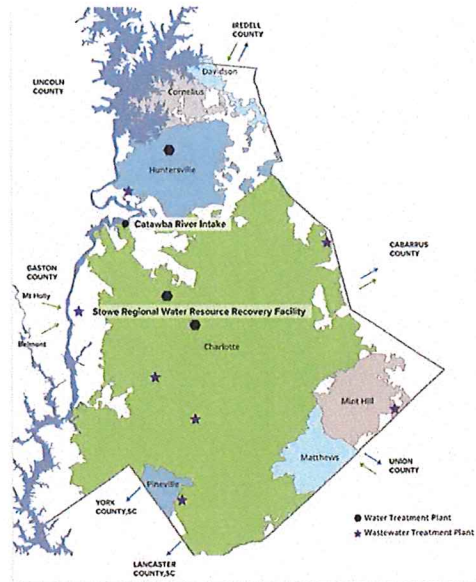 IREDELL
COUNTY
Davidson
LINCOLN
COUNTY
Cornelius
Huntersville
Catawba River Intake
GASTON
COUNTY
CABARRUS
COUNTY
Mt Holly
Stowe Regional Water Resource Recovery Facility
Belmont
Charlotte
Mint Hill
Matthews
UNION
COUNTY
Pineville
YORK
COUNTY,SC
Water Treatment Plant
Wastewater Treatment Plant
LANCASTER
COUNTY,SC